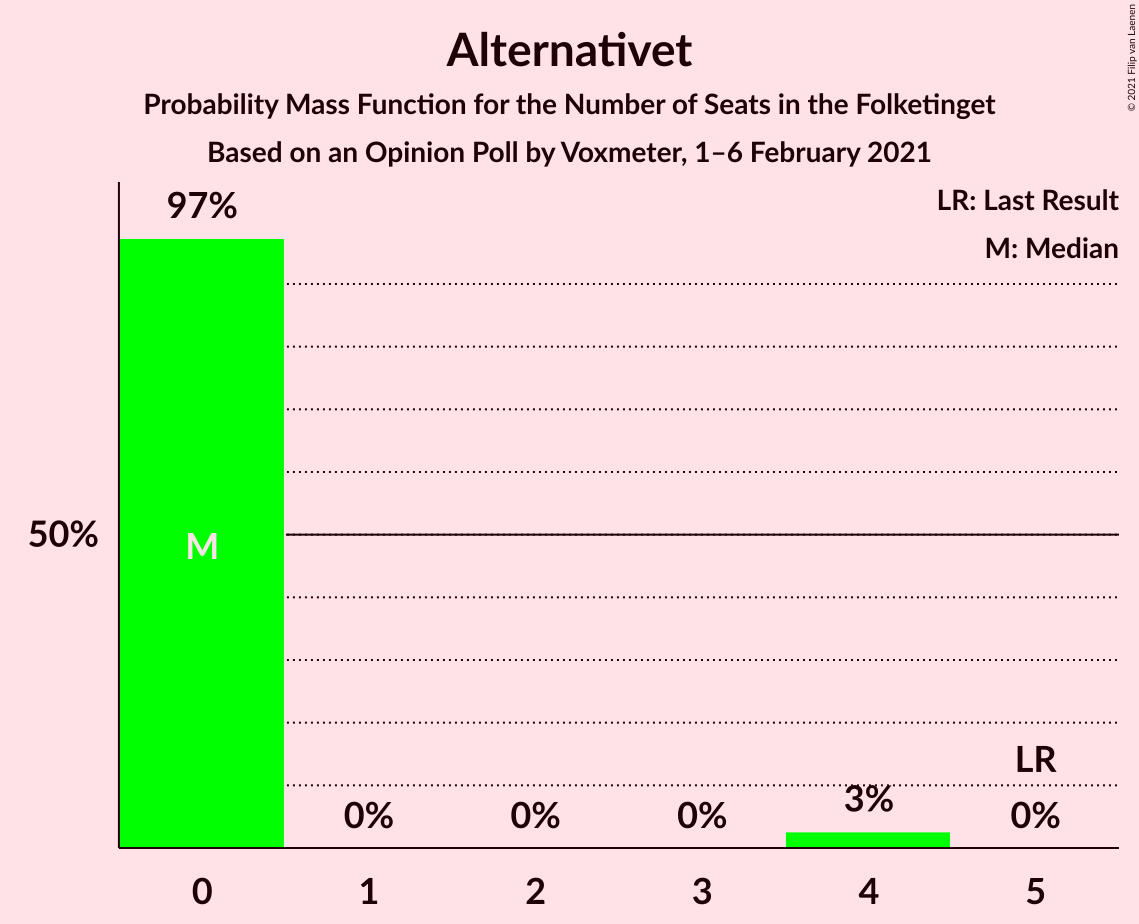 Alternativet
Probability Mass Function for the Number of Seats in the Folketinget
Based on an Opinion Poll by Voxmeter, 1–6 February 2021
© 2021 Filip van Laenen
LR: Last Result
M: Median
97%
50%
M
0%
0%
0%
3%
LR
0%
0
1
2
3
4
5